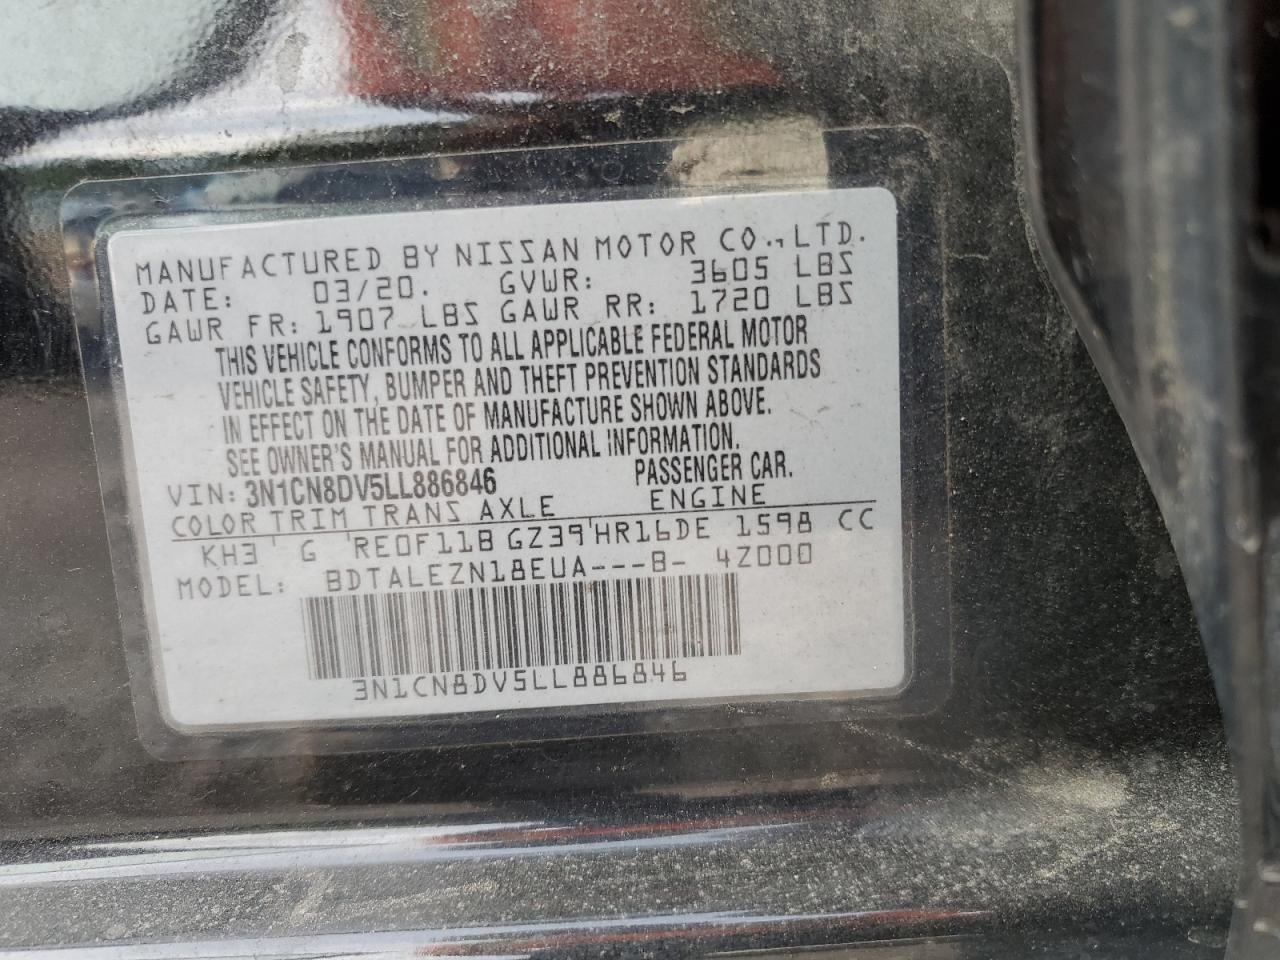 MANUFACTURED BY NISSAN MOTOR CO., LTD.
DATE: 03/20. GVWR: 3605 LBS
GAWR FR: 1907 LBS GAWR RR: 1720 LBS
THIS VEHICLE CONFORMS TO ALL APPLICABLE FEDERAL MOTOR
VEHICLE SAFETY, BUMPER AND THEFT PREVENTION STANDARDS
IN EFFECT ON THE DATE OF MANUFACTURE SHOWN ABOVE.
SEE OWNER'S MANUAL FOR ADDITIONAL INFORMATION.
VIN: 3N1CN8DV5LL886846 PASSENGER CAR.
COLOR TRIM TRANS AXLE ENGINE
KH3 G RE0F11B GZ39 HR16DE 1598 CC
MODEL: BDTALEZN18EUA---B- 4Z000
3N1CN8DV5LL886846